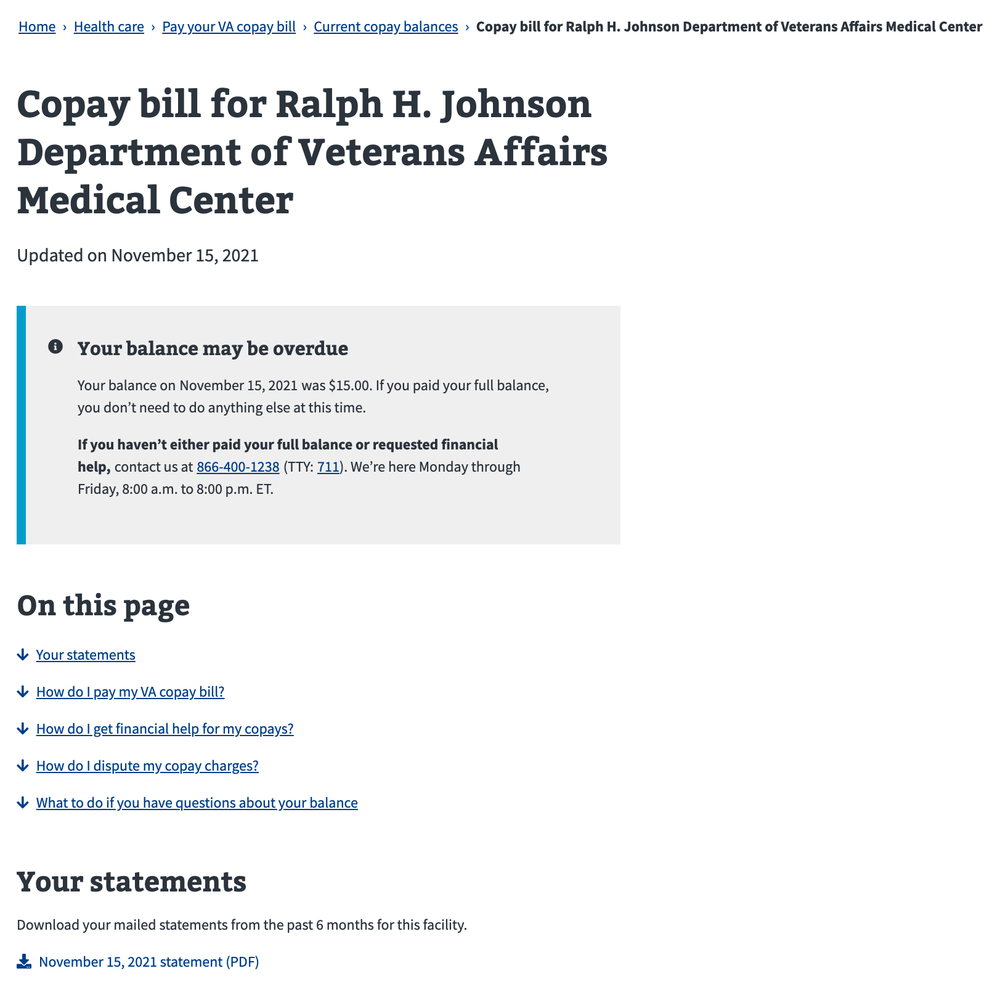 Home › Health care › Pay your VA copay bill › Current copay balances › Copay bill for Ralph H. Johnson Department of Veterans Affairs Medical Center
Copay bill for Ralph H. Johnson
Department of Veterans Affairs
Medical Center
Updated on November 15, 2021
Your balance may be overdue
Your balance on November 15, 2021 was $15.00. If you paid your full balance,
you don’t need to do anything else at this time.
If you haven’t either paid your full balance or requested financial
help, contact us at 866-400-1238 (TTY: 711). We’re here Monday through
Friday, 8:00 a.m. to 8:00 p.m. ET.
On this page
Your statements
How do I pay my VA copay bill?
How do I get financial help for my copays?
How do I dispute my copay charges?
What to do if you have questions about your balance
Your statements
Download your mailed statements from the past 6 months for this facility.
November 15, 2021 statement (PDF)